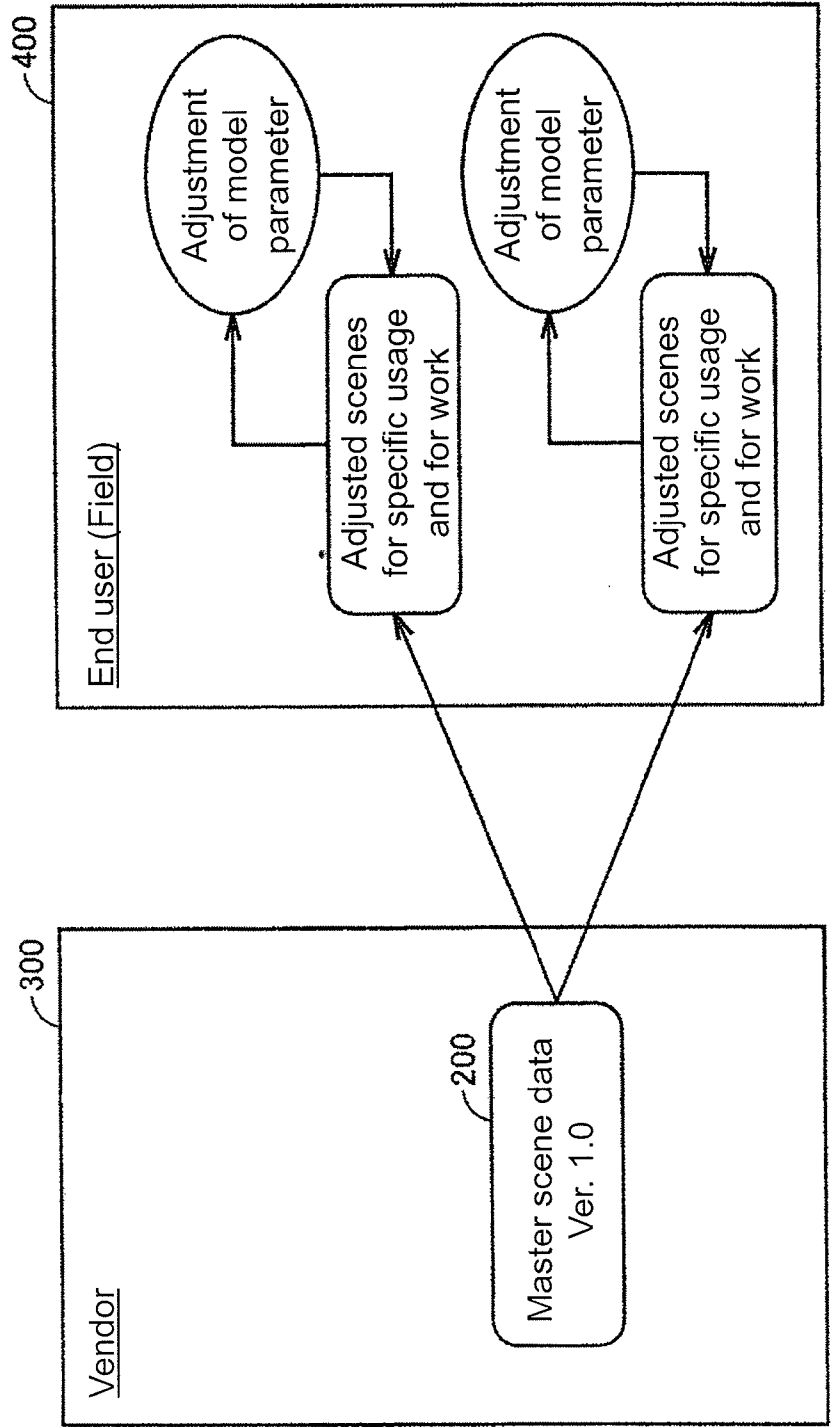 Vendor
300
200
Master scene data
Ver. 1.0
End user (Field)
400
Adjusted scenes
for specific usage
and for work
Adjustment
of model
parameter
Adjusted scenes
for specific usage
and for work
Adjustment
of model
parameter